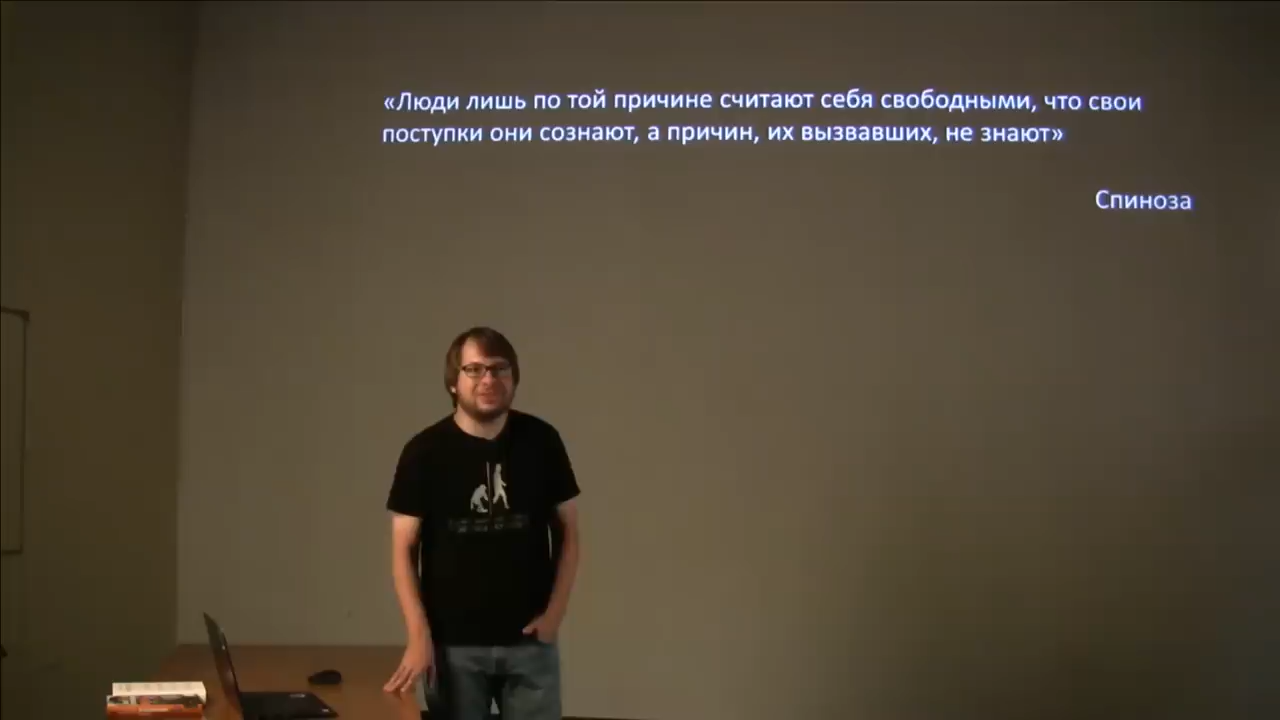 «Люди лишь по той причине считают себя свободными, что свои
поступки они сознают, а причин, их вызвавших, не знают»
Спиноза